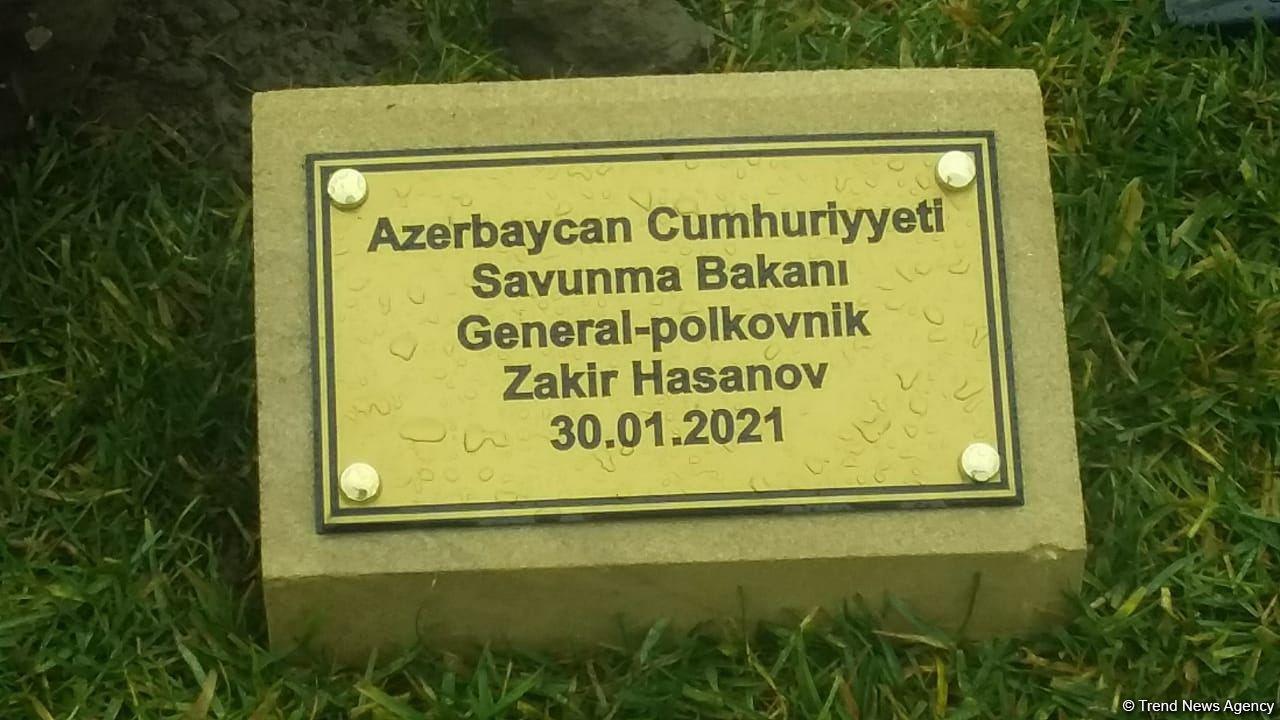 Azerbaycan Cumhuriyyeti
Savunma Bakanı
General-polkovnik
Zakir Hasanov
30.01.2021
© Trend News Agency